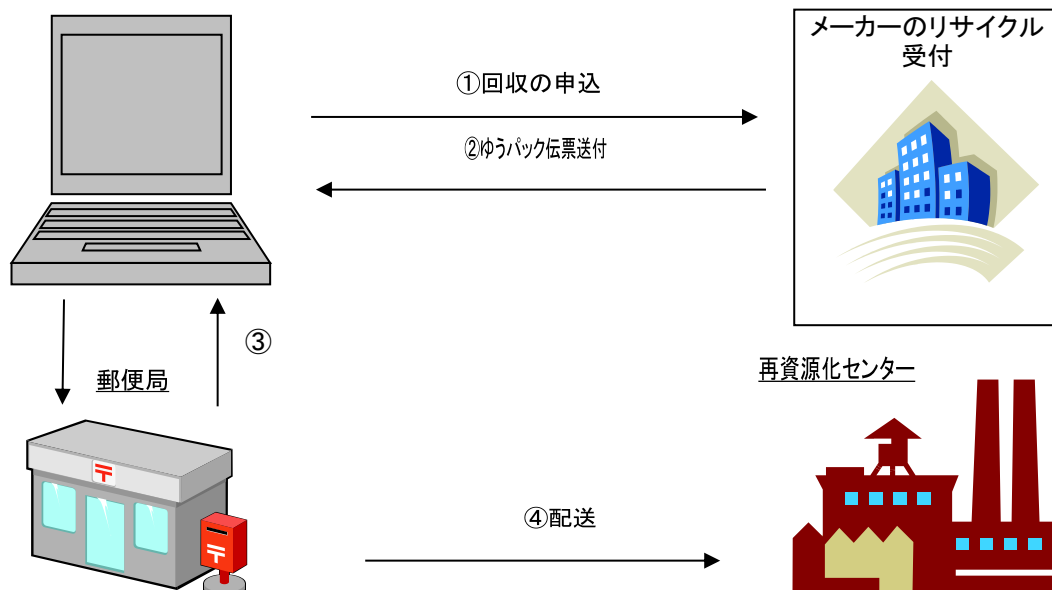 メーカーのリサイクル
受付
①回収の申込
②ゆうパック伝票送付
③
郵便局
再資源化センター
④配送